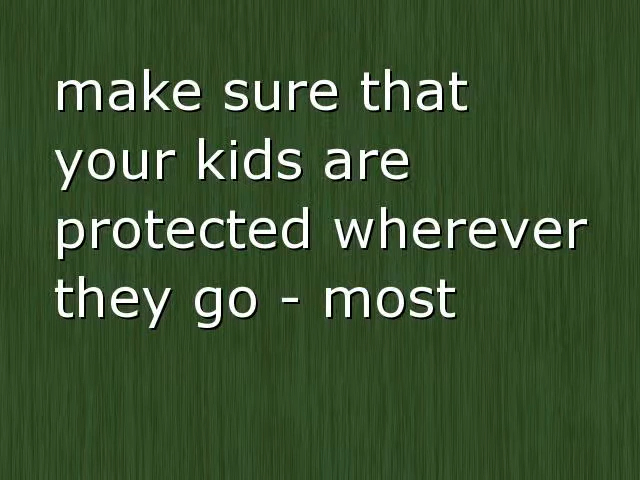 make sure that
your kids are
protected wherever
they go - most